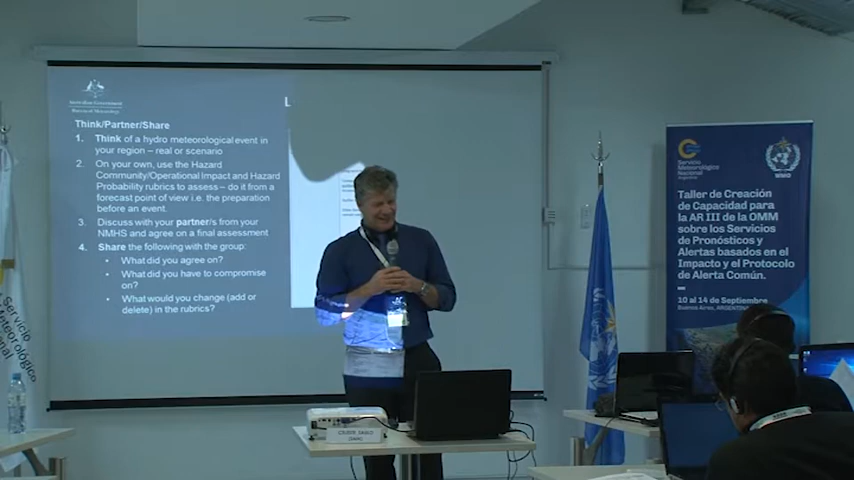 Australian Government
Bureau of Meteorology
L
Think/Partner/Share
1. Think of a hydro meteorological event in
your region – real or scenario
2. On your own, use the Hazard
Community/Operational Impact and Hazard
Probability rubrics to assess – do it from a
forecast point of view i.e. the preparation
before an event.
3. Discuss with your partner/s from your
NMHS and agree on a final assessment
4. Share the following with the group:
• What did you agree on?
• What did you have to compromise
on?
• What would you change (add or
delete) in the rubrics?
Servicio
Meteorológico
Nacional
Argentina
WMO
Taller de Creación
de Capacidad para
la AR III de la OMM
sobre los Servicios
de Pronósticos y
Alertas basados en el
Impacto y el Protocolo
de Alerta Común.
10 al 14 de Septiembre
Buenos Aires, ARGENTINA
Servicio
Meteorológico